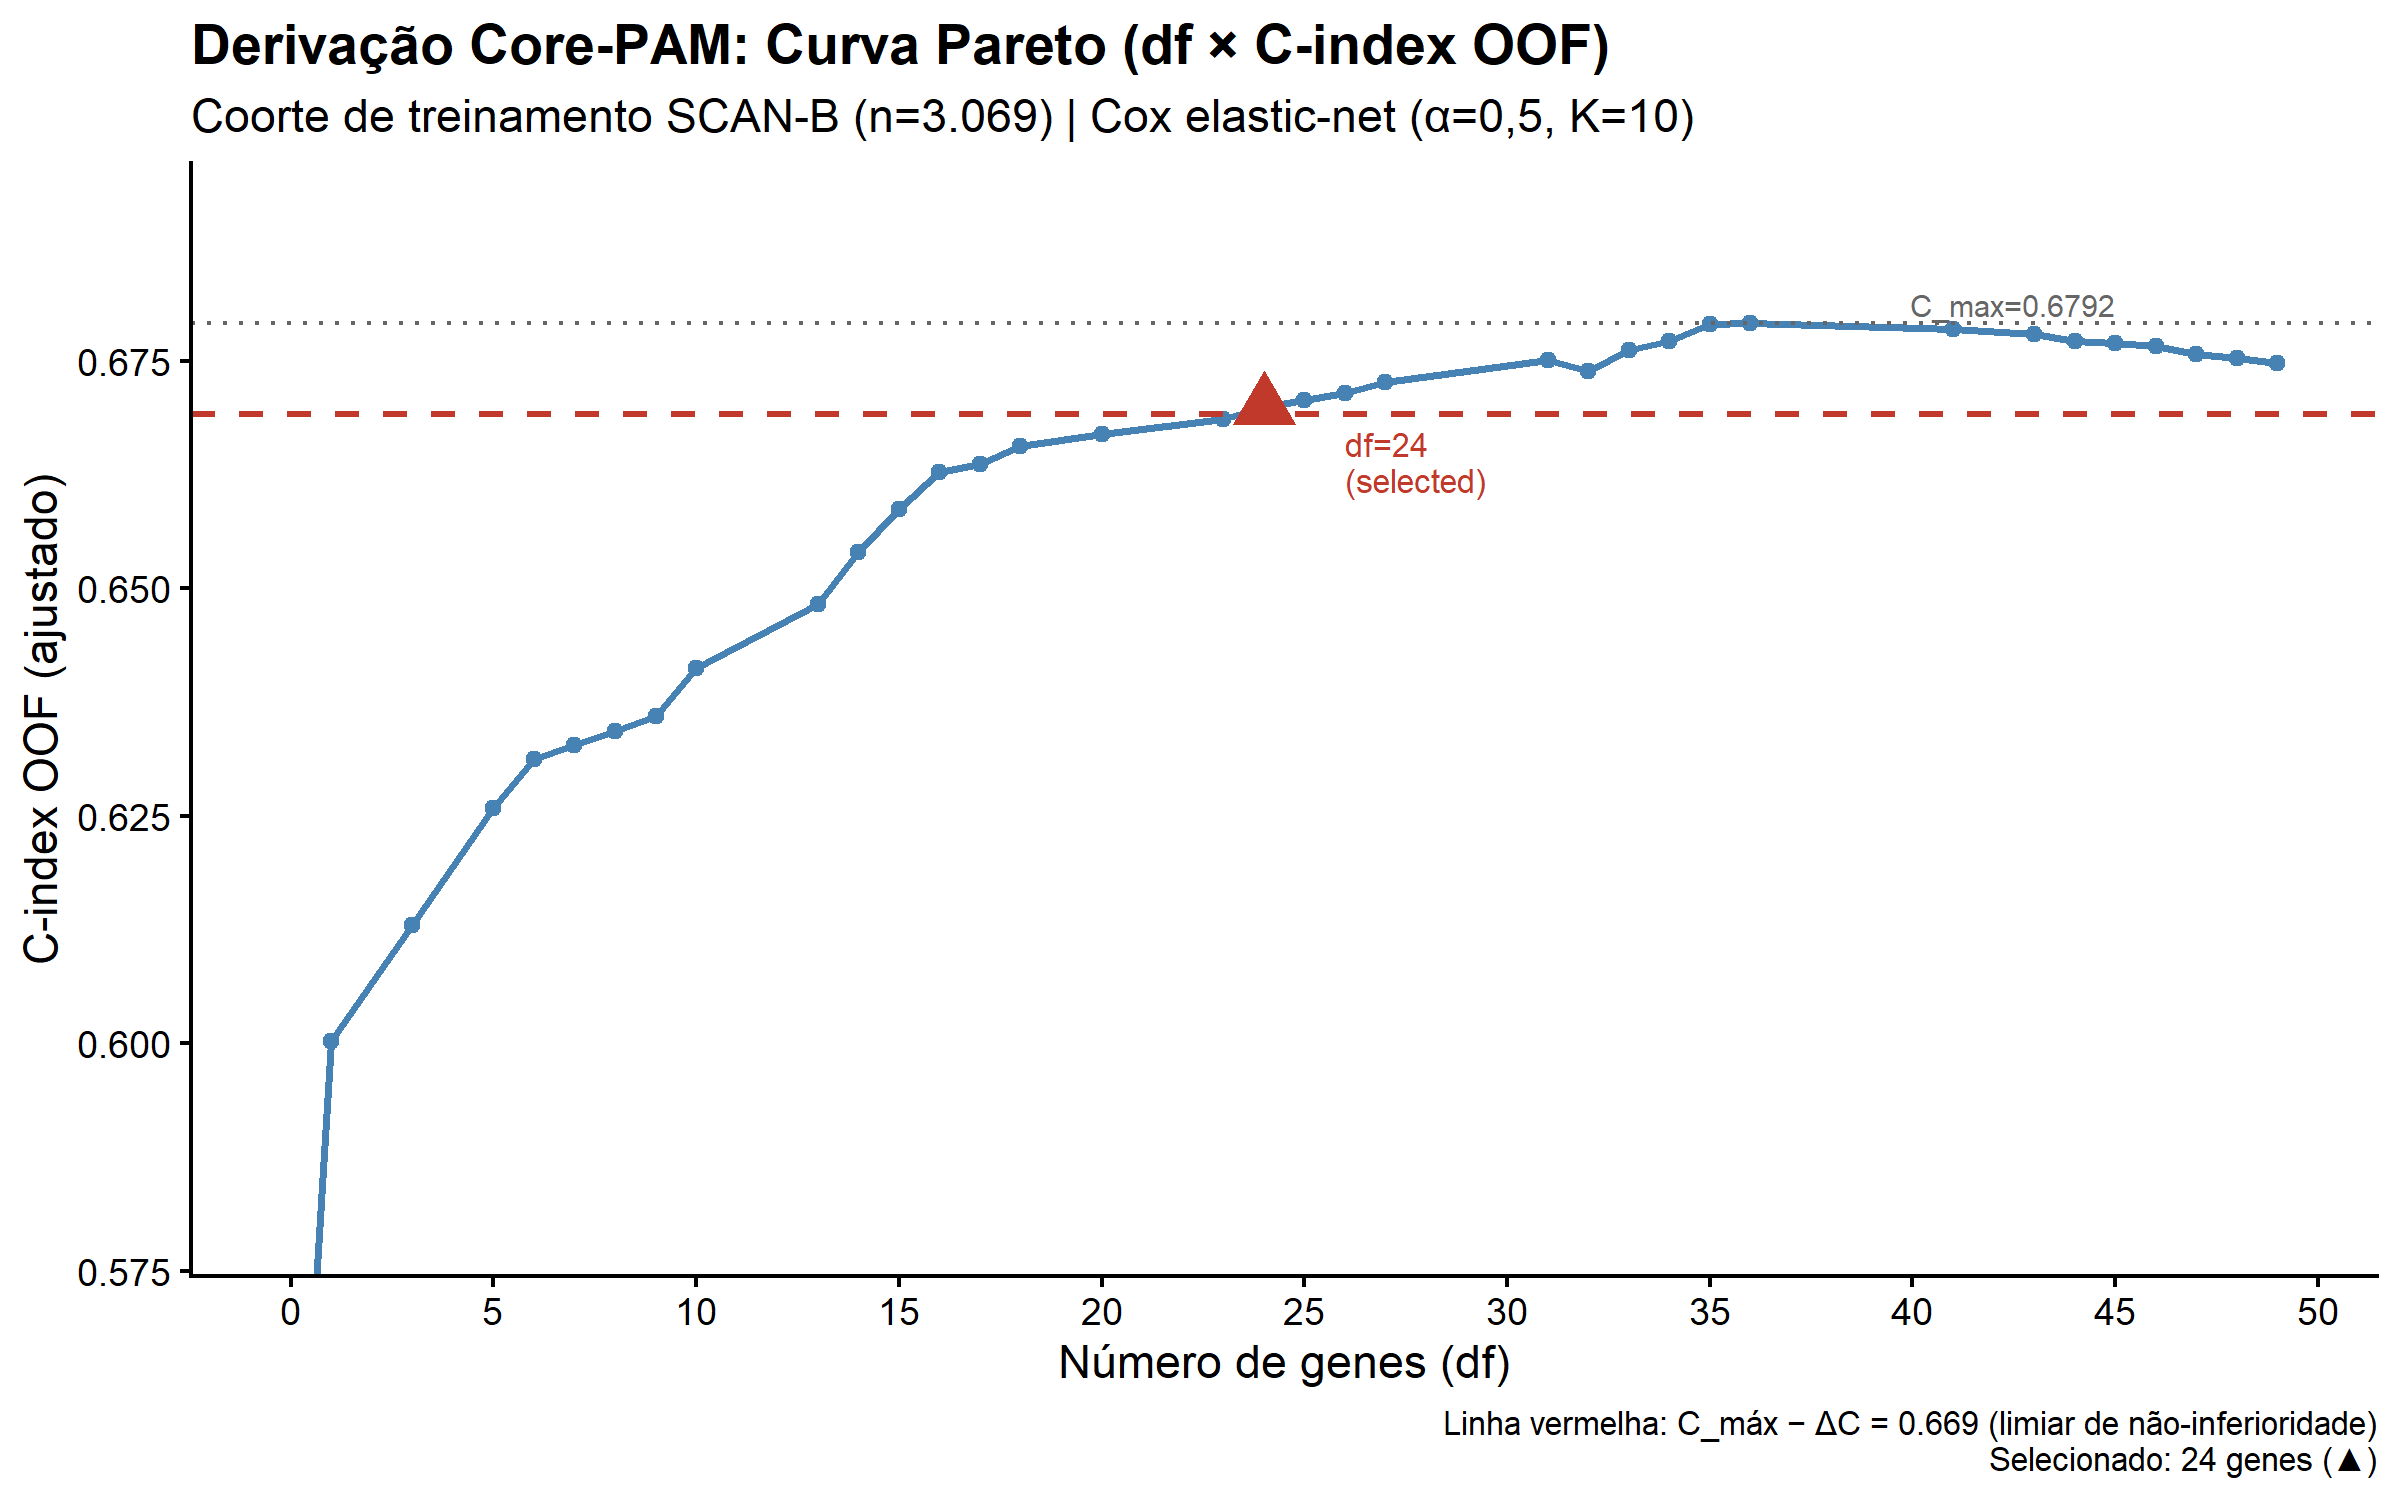 Derivação Core-PAM: Curva Pareto (df × C-index OOF)
Coorte de treinamento SCAN-B (n=3.069) | Cox elastic-net (α=0,5, K=10)
C-index OOF (ajustado)
C_max=0.6792
0.675
df=24
(selected)
0.650
0.625
0.600
0.575
0 5 10 15 20 25 30 35 40 45 50
Número de genes (df)
Linha vermelha: C_máx − ΔC = 0.669 (limiar de não-inferioridade)
Selecionado: 24 genes (▲)